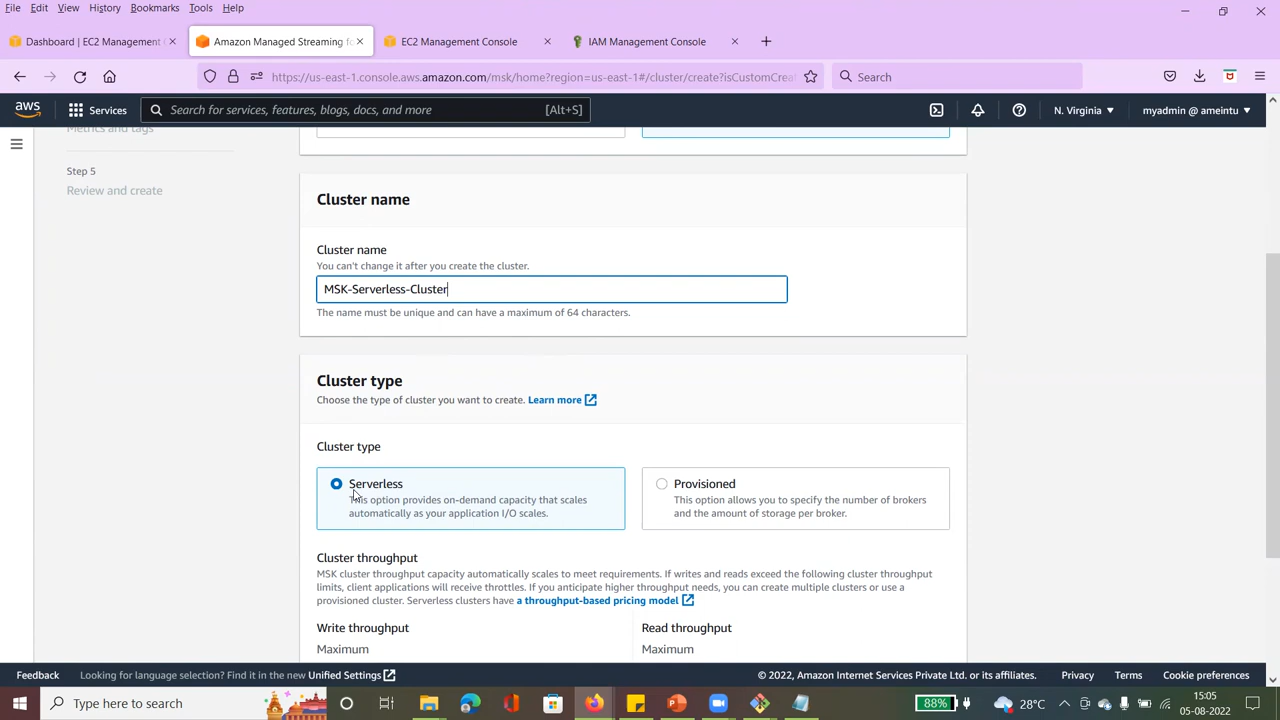 File Edit View History Bookmarks Tools Help
Dashboard | EC2 Management
Amazon Managed Streaming fo
EC2 Management Console
IAM Management Console
https://us-east-1.console.aws.amazon.com/msk/home?region=us-east-1#/cluster/create?isCustomCrea
Search
aws
Services
Search for services, features, blogs, docs, and more
[Alt+S]
N. Virginia
myadmin @ ameintu
Metrics and tags
Step 5
Review and create
Cluster name
Cluster name
You can't change it after you create the cluster.
MSK-Serverless-Cluster
The name must be unique and can have a maximum of 64 characters.
Cluster type
Choose the type of cluster you want to create. Learn more
Cluster type
Serverless
This option provides on-demand capacity that scales
automatically as your application I/O scales.
Provisioned
This option allows you to specify the number of brokers
and the amount of storage per broker.
Cluster throughput
MSK cluster throughput capacity automatically scales to meet requirements. If writes and reads exceed the following cluster throughput
limits, client applications will receive throttles. If you anticipate higher throughput needs, you can create multiple clusters or use a
provisioned cluster. Serverless clusters have a throughput-based pricing model
Write throughput
Maximum
Read throughput
Maximum
Feedback
Looking for language selection? Find it in the new Unified Settings
© 2022, Amazon Internet Services Private Ltd. or its affiliates.
Privacy
Terms
Cookie preferences
Type here to search
88%
28°C
15:05
05-08-2022